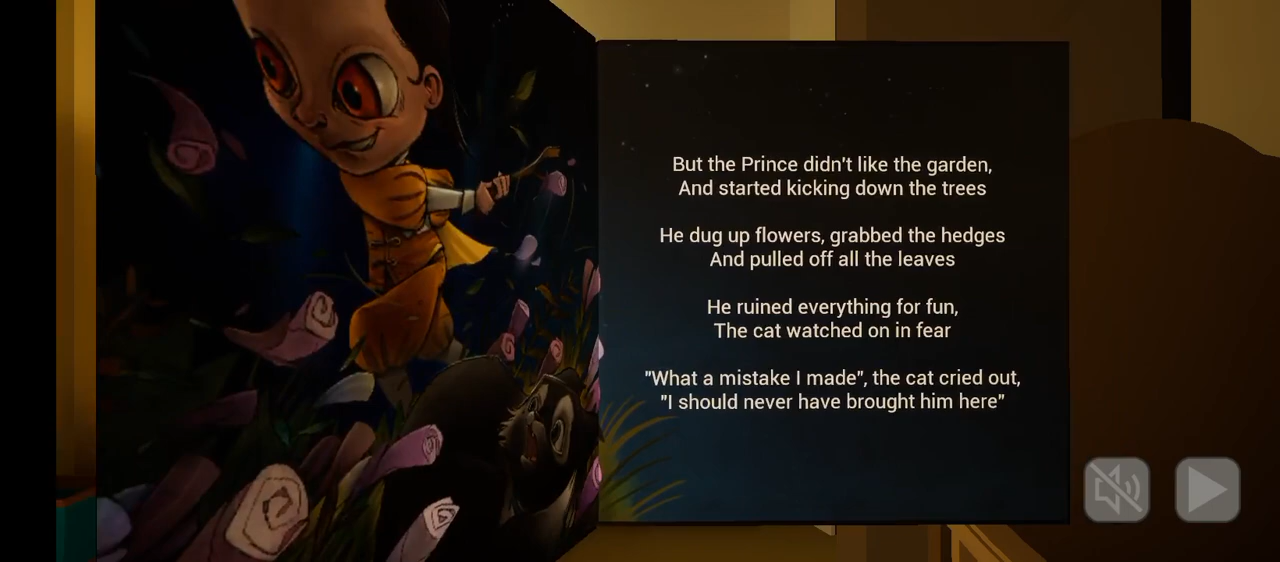 But the Prince didn't like the garden,
And started kicking down the trees
He dug up flowers, grabbed the hedges
And pulled off all the leaves
He ruined everything for fun,
The cat watched on in fear
"What a mistake I made", the cat cried out,
"I should never have brought him here"